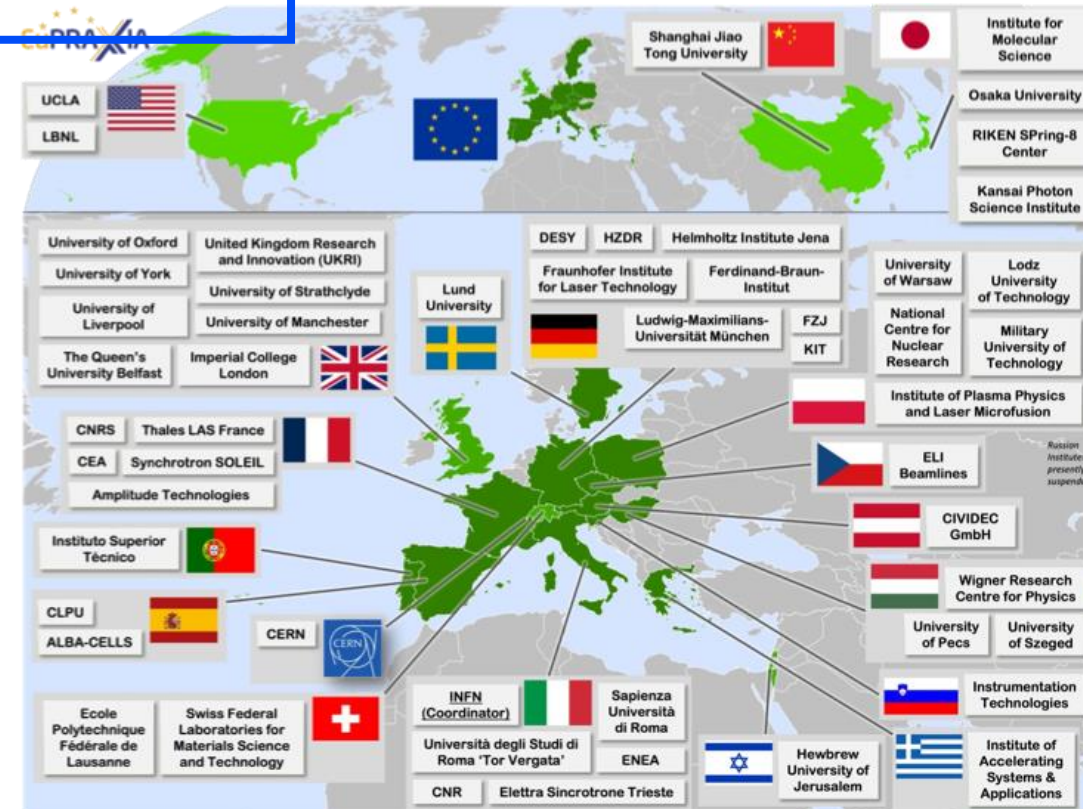 EuPRAXIA
UCLA
LBNL
Shanghai Jiao
Tong University
Institute for
Molecular
Science
Osaka University
RIKEN SPring-8
Center
Kansai Photon
Science Institute
University of Oxford
United Kingdom Research
and Innovation (UKRI)
University of York
University of Strathclyde
University of
Liverpool
University of Manchester
The Queen's
University Belfast
Imperial College
London
Lund
University
DESY
HZDR
Helmholtz Institute Jena
Fraunhofer Institute
for Laser Technology
Ferdinand-Braun-
Institut
Ludwig-Maximilians-
Universität München
FZJ
KIT
University
of Warsaw
Lodz
University
of Technology
National
Centre for
Nuclear
Research
Military
University of
Technology
Institute of Plasma Physics
and Laser Microfusion
CNRS
Thales LAS France
CEA
Synchrotron SOLEIL
Amplitude Technologies
ELI
Beamlines
Russian
Institutes
presently
suspended
CIVIDEC
GmbH
Instituto Superior
Técnico
Wigner Research
Centre for Physics
University
of Pecs
University
of Szeged
CLPU
ALBA-CELLS
CERN
CERN
Instrumentation
Technologies
Ecole
Polytechnique
Fédérale de
Lausanne
Swiss Federal
Laboratories for
Materials Science
and Technology
INFN
(Coordinator)
Sapienza
Università
di Roma
Università degli Studi di
Roma 'Tor Vergata'
ENEA
CNR
Elettra Sincrotrone Trieste
Hewbrew
University of
Jerusalem
Institute of
Accelerating
Systems &
Applications